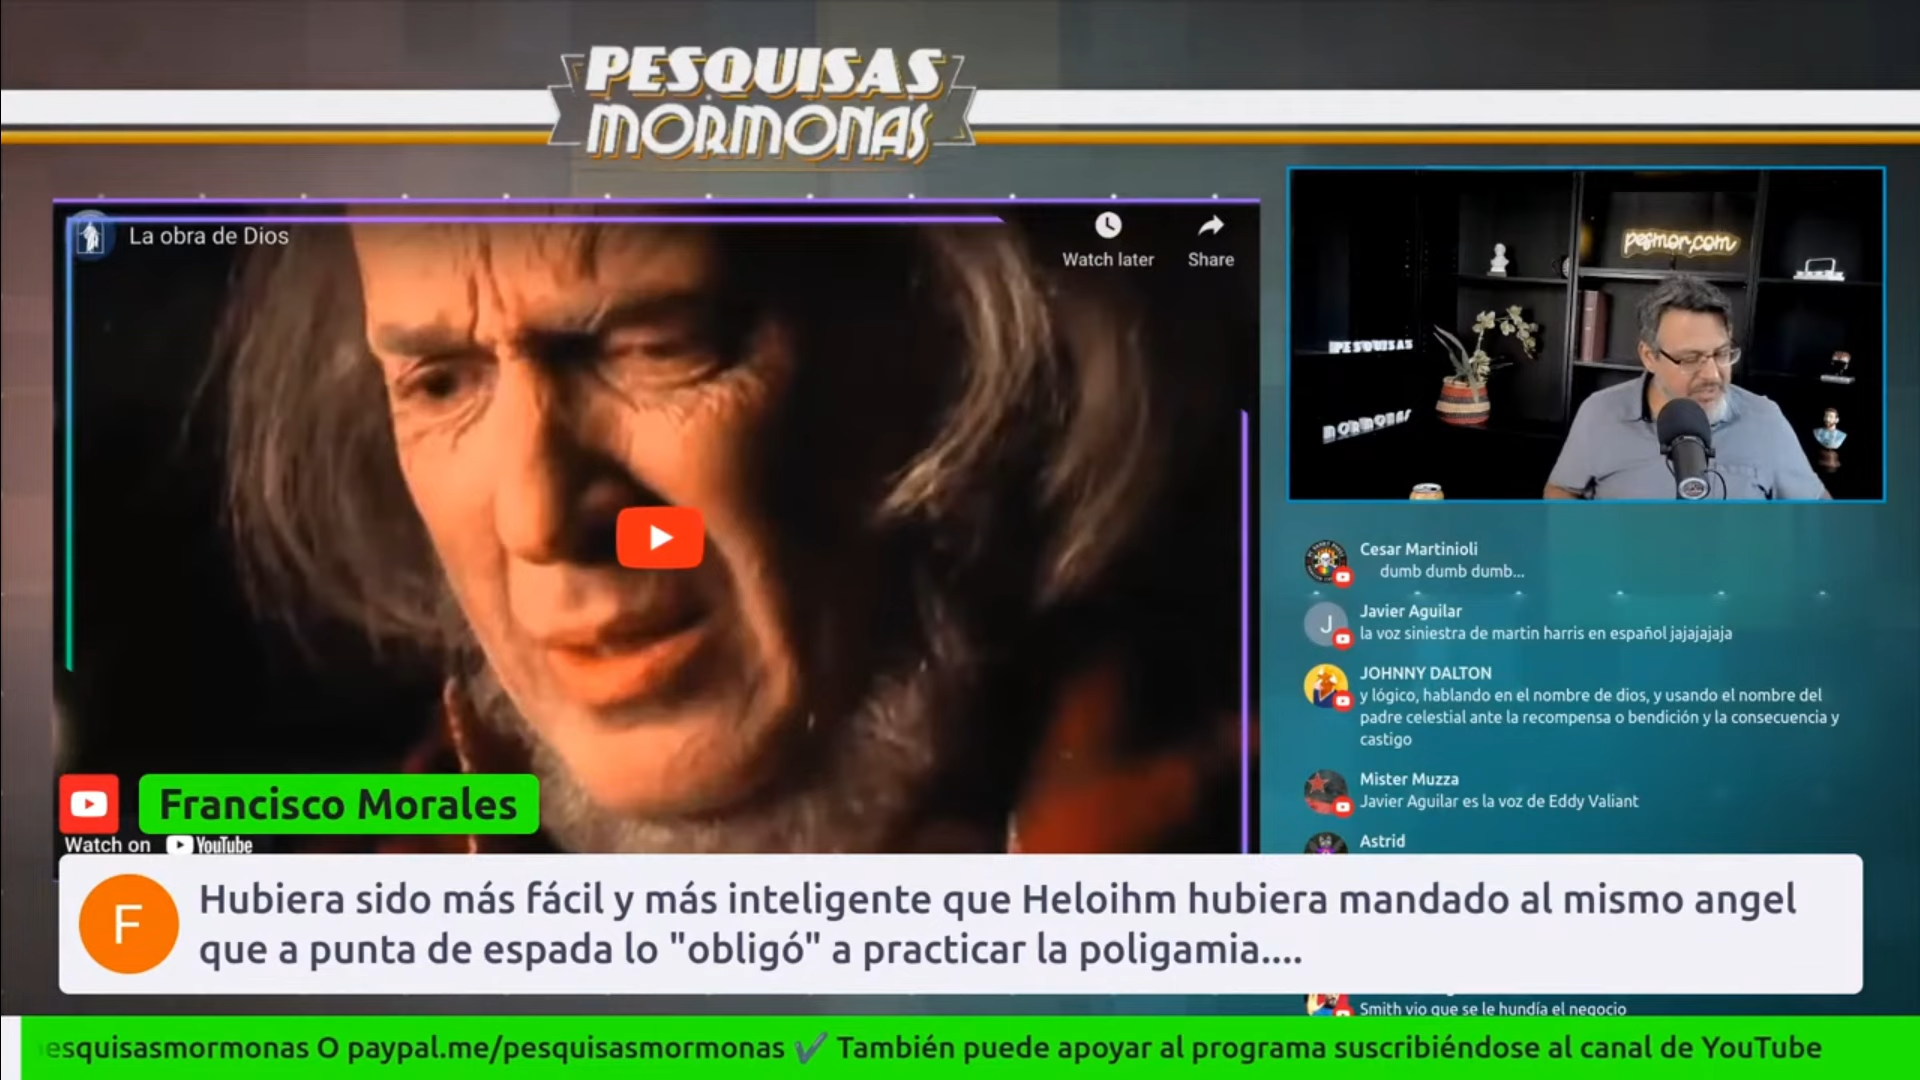 PESQUISAS
MORMONAS
La obra de Dios
Watch later
Share
pesmor.com
PESQUISAS
MORMONAS
Cesar Martinioli
dumb dumb dumb...
Javier Aguilar
la voz siniestra de martin harris en español jajajajaja
JOHNNY DALTON
y lógico, hablando en el nombre de dios, y usando el nombre del
padre celestial ante la recompensa o bendición y la consecuencia y
castigo
Mister Muzza
Javier Aguilar es la voz de Eddy Valiant
Astrid
Francisco Morales
Watch on YouTube
Hubiera sido más fácil y más inteligente que Heloihm hubiera mandado al mismo angel
que a punta de espada lo "obligó" a practicar la poligamia....
Smith vio que se le hundía el negocio
esquisasmormonas O paypal.me/pesquisasmormonas ✔ También puede apoyar al programa suscribiéndose al canal de YouTube